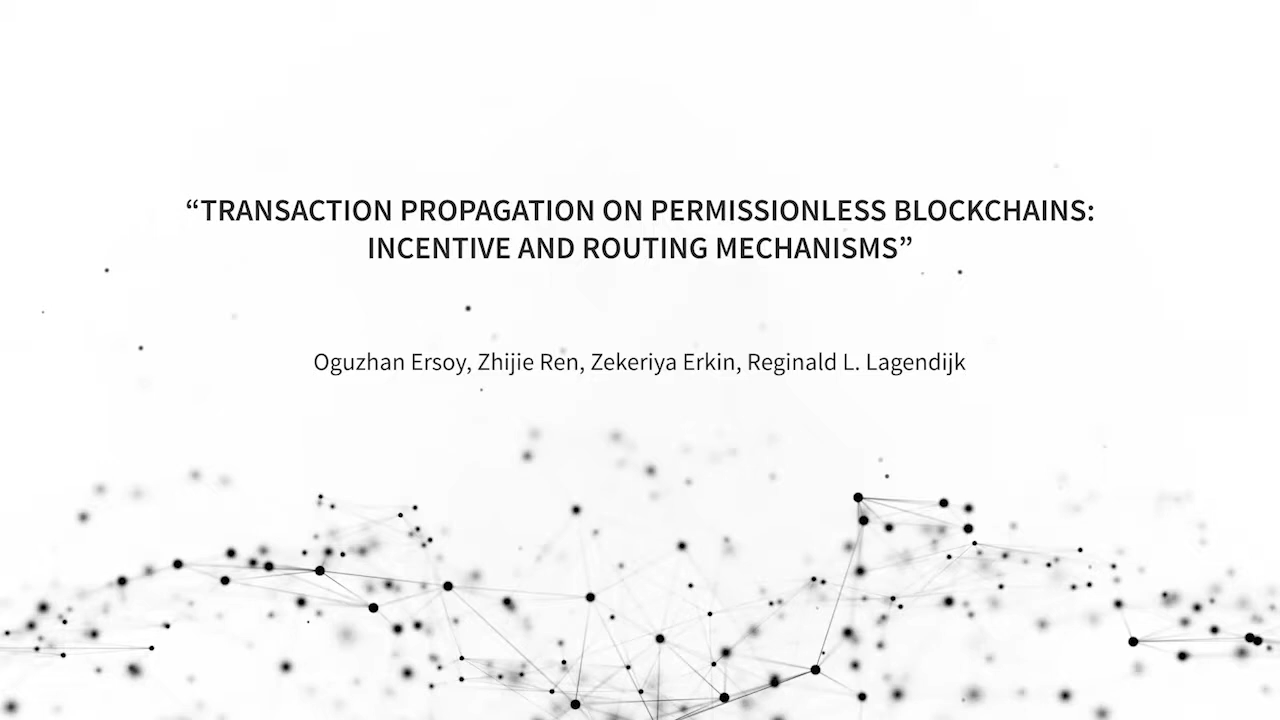 “TRANSACTION PROPAGATION ON PERMISSIONLESS BLOCKCHAINS:
INCENTIVE AND ROUTING MECHANISMS”
Oguzhan Ersoy, Zhijie Ren, Zekeriya Erkin, Reginald L. Lagendijk